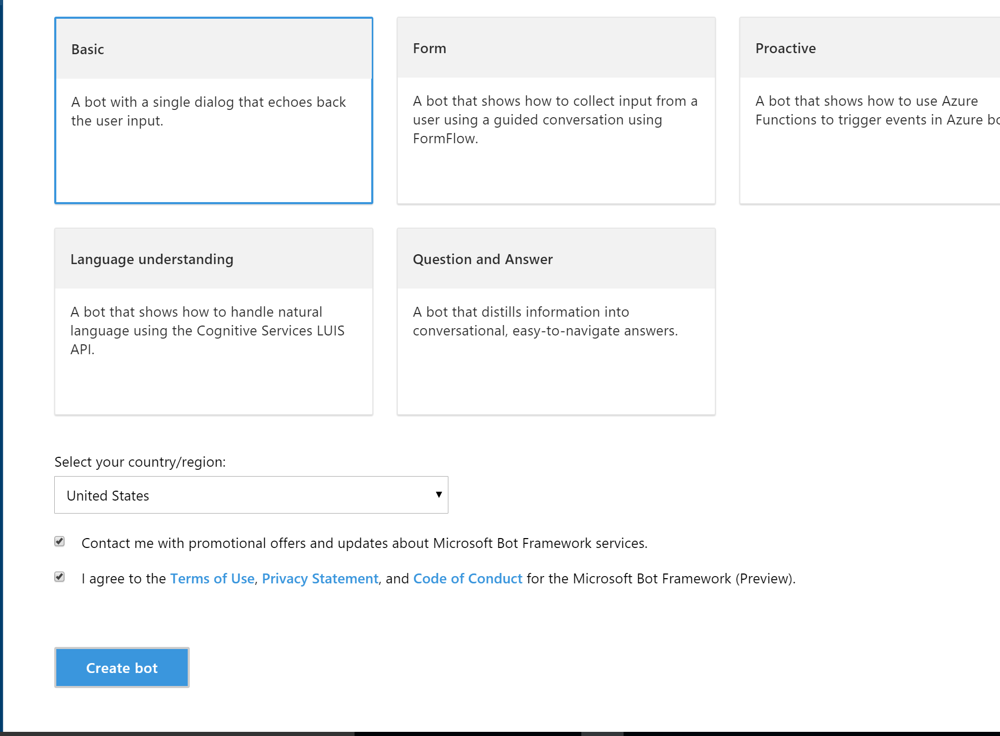 Basic
A bot with a single dialog that echoes back
the user input.
Form
A bot that shows how to collect input from a
user using a guided conversation using
FormFlow.
Proactive
A bot that shows how to use Azure
Functions to trigger events in Azure
Language understanding
A bot that shows how to handle natural
language using the Cognitive Services LUIS
API.
Question and Answer
A bot that distills information into
conversational, easy-to-navigate answers.
Select your country/region:
United States
Contact me with promotional offers and updates about Microsoft Bot Framework services.
I agree to the Terms of Use, Privacy Statement, and Code of Conduct for the Microsoft Bot Framework (Preview).
Create bot